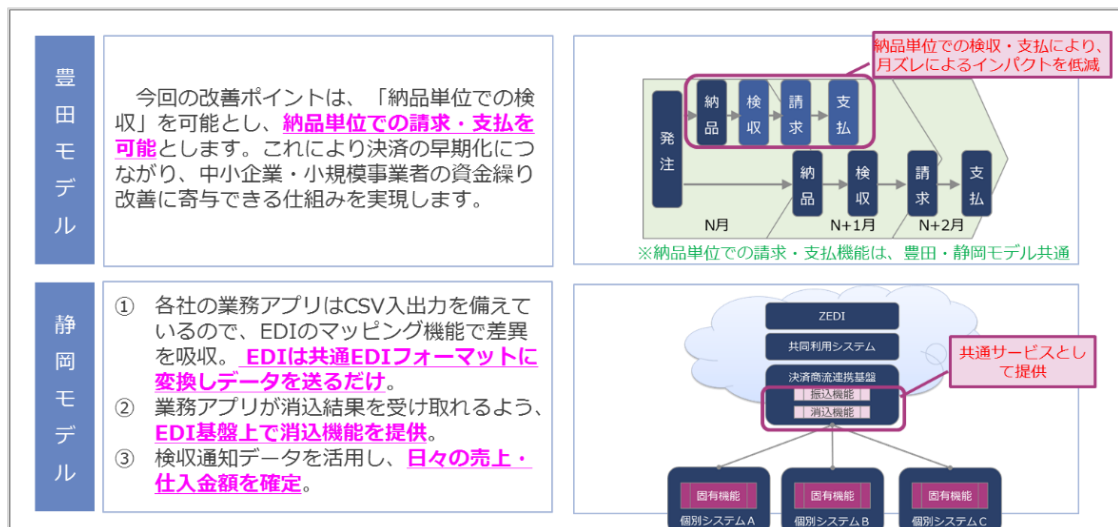 豊田モデル
　今回の改善ポイントは、「納品単位での検
収」を可能とし、納品単位での請求・支払を
可能とします。これにより決済の早期化につ
ながり、中小企業・小規模事業者の資金繰り
改善に寄与できる仕組みを実現します。
納品単位での検収・支払により、
月ズレによるインパクトを低減
発注
納品
検収
請求
支払
納品
検収
請求
支払
N月
N+1月
N+2月
※納品単位での請求・支払機能は、豊田・静岡モデル共通
静岡モデル
① 各社の業務アプリはCSV入出力を備えて
いるので、EDIのマッピング機能で差異
を吸収。 EDIは共通EDIフォーマットに
変換しデータを送るだけ。
② 業務アプリが消込結果を受け取れるよう、
EDI基盤上で消込機能を提供。
③ 検収通知データを活用し、日々の売上・
仕入金額を確定。
ZEDI
共同利用システム
決済商流連携基盤
振込機能
消込機能
共通サービスとし
て提供
固有機能
個別システムA
固有機能
個別システムB
固有機能
個別システムC